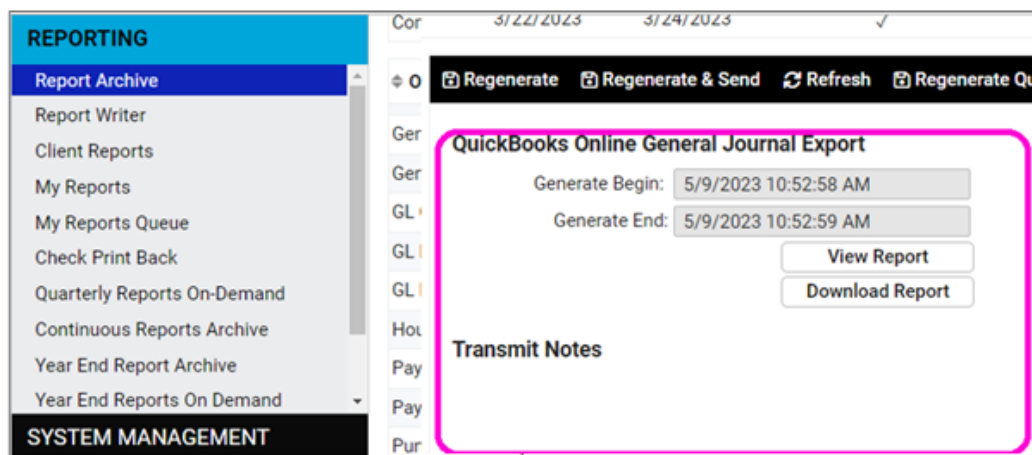 REPORTING
Report Archive
Report Writer
Client Reports
My Reports
My Reports Queue
Check Print Back
Quarterly Reports On-Demand
Continuous Reports Archive
Year End Report Archive
Year End Reports On Demand
SYSTEM MANAGEMENT
Cor 3/22/2023 3/24/2023 ✓
O
Ger
Ger
GL
GL
GL
Hou
Pay
Pay
Pur
Regenerate Regenerate & Send Refresh Regenerate Qu
QuickBooks Online General Journal Export
Generate Begin: 5/9/2023 10:52:58 AM
Generate End: 5/9/2023 10:52:59 AM
View Report
Download Report
Transmit Notes